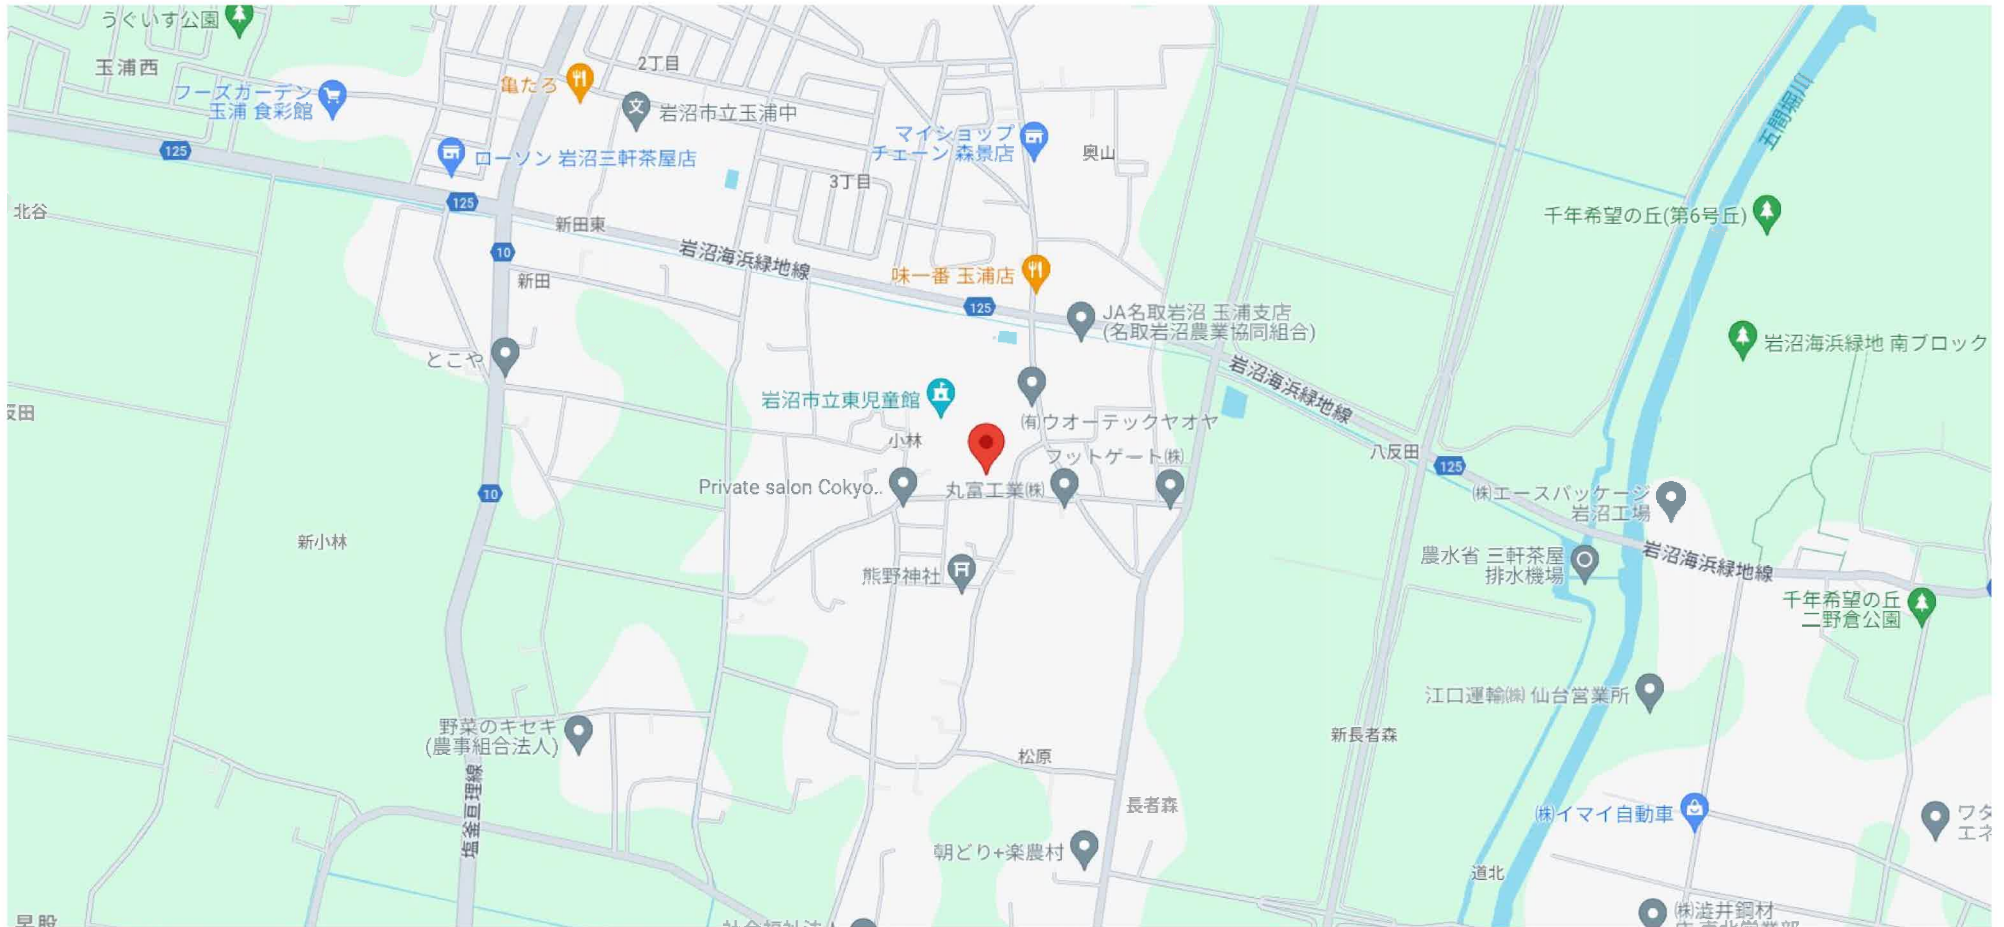 うぐいす公園
玉浦西
フーズガーデン
玉浦 食彩館
亀たろ
2丁目
岩沼市立玉浦中
マイショップ
チェーン 森景店
奥山
五間堀川
125
ローソン 岩沼三軒茶屋店
3丁目
125
北谷
新田東
千年希望の丘(第6号丘)
10
岩沼海浜緑地線
新田
味一番 玉浦店
125
JA名取岩沼 玉浦支店
(名取岩沼農業協同組合)
岩沼海浜緑地 南ブロック
とこや
岩沼海浜緑地線
岩沼市立東児童館
反田
㈲ウオーテックヤオヤ
小林
フットゲート㈱
八反田
125
Private salon Cokyo..
丸富工業㈱
10
㈱エースパッケージ
岩沼工場
新小林
農水省 三軒茶屋
排水機場
岩沼海浜緑地線
熊野神社
千年希望の丘
二野倉公園
江口運輸㈱ 仙台営業所
野菜のキセキ
(農事組合法人)
新長者森
松原
塩釜亘理線
長者森
㈱イマイ自動車
ワタ
エネ
朝どり+楽農村
道北
㈱澁井鋼材